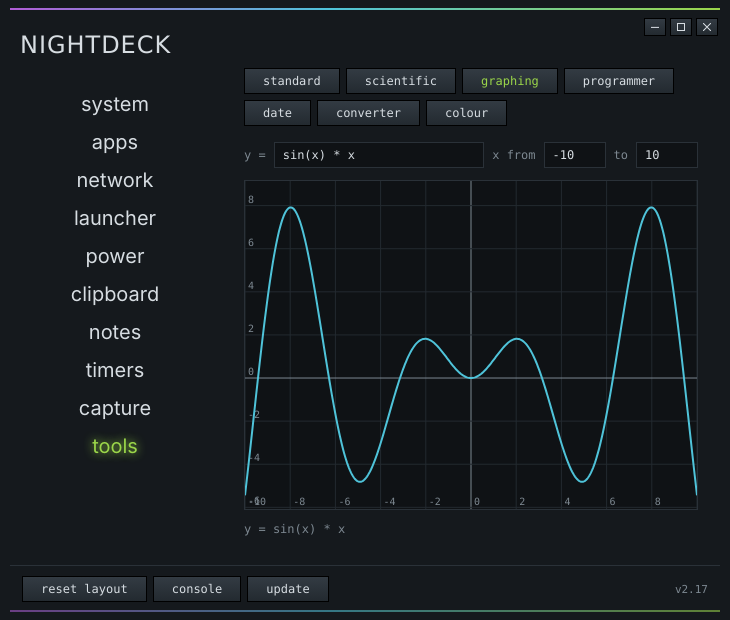 NIGHTDECK
system
apps
network
launcher
power
clipboard
notes
timers
capture
tools
standard scientific graphing programmer
date converter colour
y = sin(x) * x x from -10 to 10
8
6
4
2
0
-2
-4
-6
-10 -8 -6 -4 -2 0 2 4 6 8
y = sin(x) * x
reset layout console update v2.17